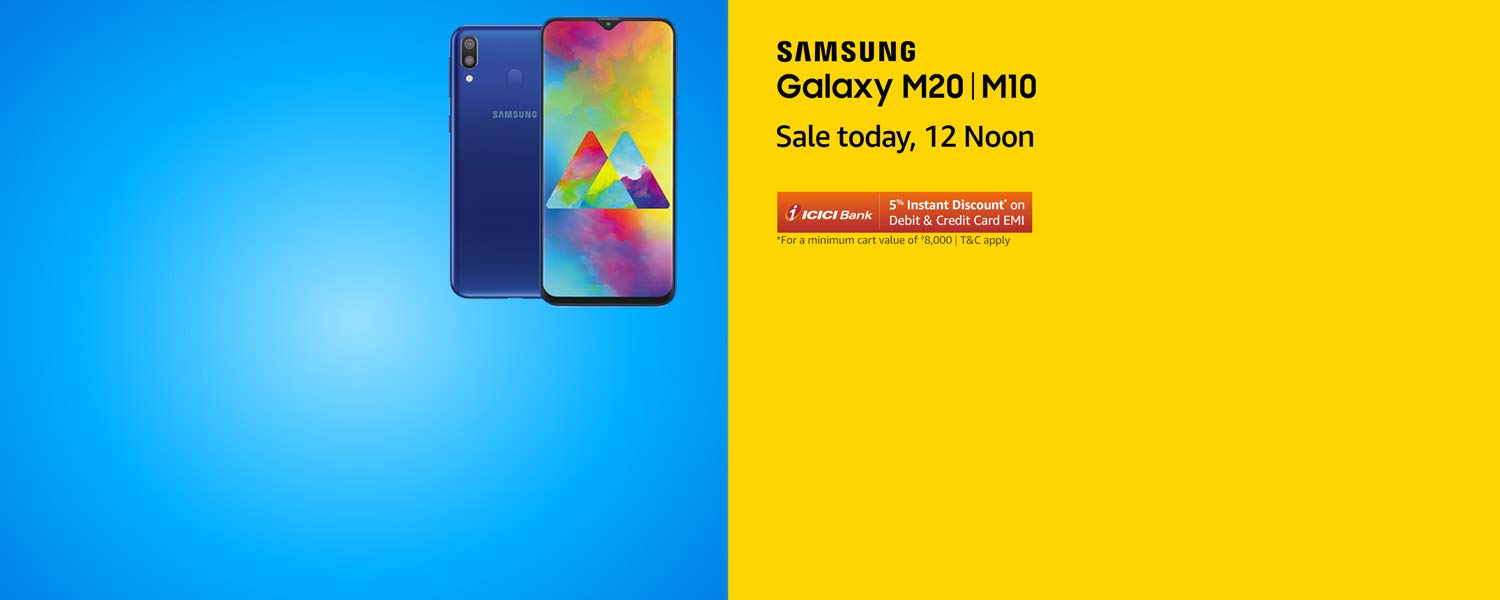 SAMSUNG
SAMSUNG
Galaxy M20 | M10
Sale today, 12 Noon
ICICI Bank
5% Instant Discount* on
Debit & Credit Card EMI
*For a minimum cart value of ₹8,000 | T&C apply